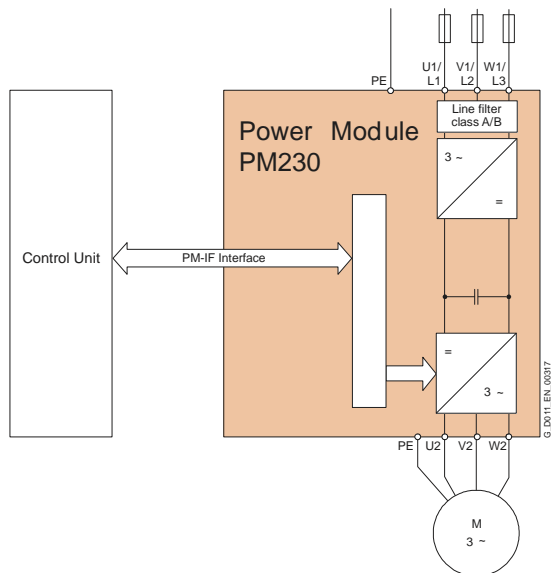 U1/ V1/ W1/
PE L1 L2 L3
Line filter
class A/B
Power Module
PM230
3 ~
=
Control Unit
PM-IF Interface
=
3 ~
G_D011_EN_00317
PE U2 V2 W2
M
3 ~